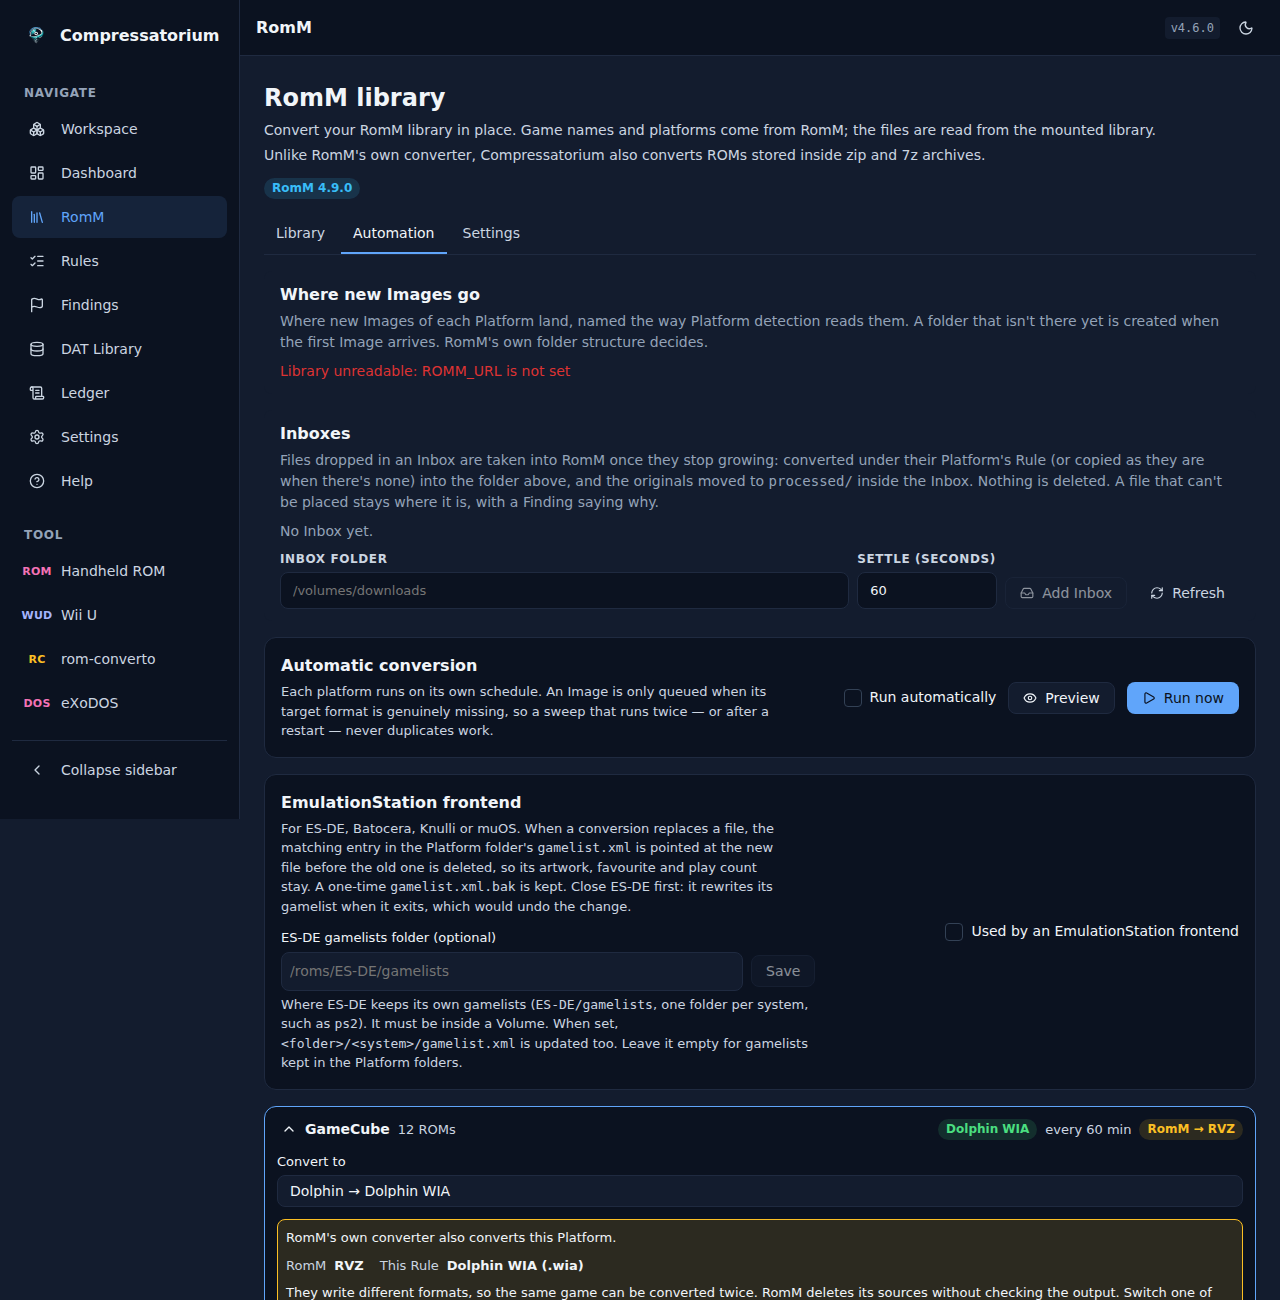 Compressatorium
RomM
v4.6.0
NAVIGATE
Workspace
Dashboard
RomM
Rules
Findings
DAT Library
Ledger
Settings
Help
TOOL
ROM Handheld ROM
WUD Wii U
RC rom-converto
DOS eXoDOS
Collapse sidebar
RomM library
Convert your RomM library in place. Game names and platforms come from RomM; the files are read from the mounted library.
Unlike RomM's own converter, Compressatorium also converts ROMs stored inside zip and 7z archives.
RomM 4.9.0
Library Automation Settings
Where new Images go
Where new Images of each Platform land, named the way Platform detection reads them. A folder that isn't there yet is created when
the first Image arrives. RomM's own folder structure decides.
Library unreadable: ROMM_URL is not set
Inboxes
Files dropped in an Inbox are taken into RomM once they stop growing: converted under their Platform's Rule (or copied as they are
when there's none) into the folder above, and the originals moved to processed/ inside the Inbox. Nothing is deleted. A file that can't
be placed stays where it is, with a Finding saying why.
No Inbox yet.
INBOX FOLDER SETTLE (SECONDS)
/volumes/downloads 60 Add Inbox Refresh
Automatic conversion
Each platform runs on its own schedule. An Image is only queued when its
target format is genuinely missing, so a sweep that runs twice — or after a
restart — never duplicates work.
Run automatically Preview Run now
EmulationStation frontend
For ES-DE, Batocera, Knulli or muOS. When a conversion replaces a file, the
matching entry in the Platform folder's gamelist.xml is pointed at the new
file before the old one is deleted, so its artwork, favourite and play count
stay. A one-time gamelist.xml.bak is kept. Close ES-DE first: it rewrites its
gamelist when it exits, which would undo the change.
Used by an EmulationStation frontend
ES-DE gamelists folder (optional)
/roms/ES-DE/gamelists Save
Where ES-DE keeps its own gamelists (ES-DE/gamelists, one folder per system,
such as ps2). It must be inside a Volume. When set,
<folder>/<system>/gamelist.xml is updated too. Leave it empty for gamelists
kept in the Platform folders.
GameCube 12 ROMs Dolphin WIA every 60 min RomM → RVZ
Convert to
Dolphin → Dolphin WIA
RomM's own converter also converts this Platform.
RomM RVZ This Rule Dolphin WIA (.wia)
They write different formats, so the same game can be converted twice. RomM deletes its sources without checking the output. Switch one of